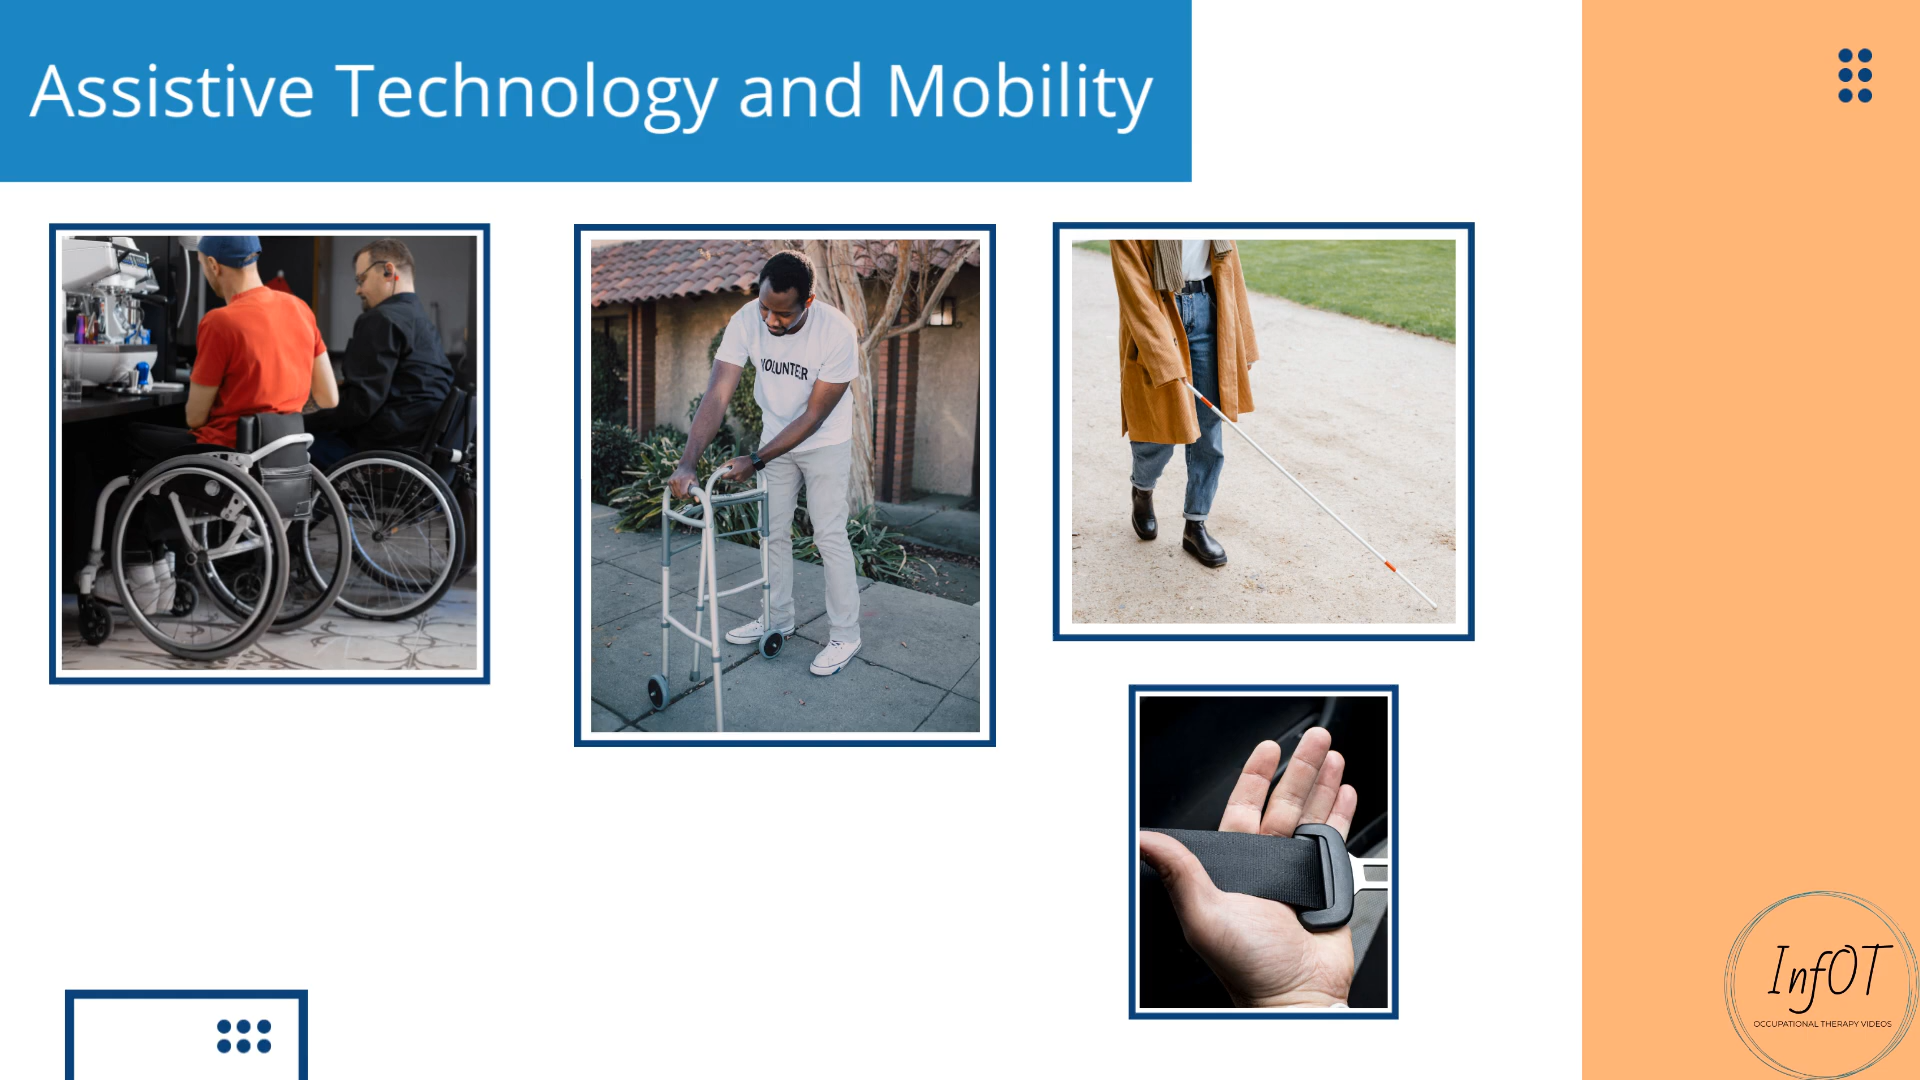 Assistive Technology and Mobility
VOLUNTEER
InfOT
OCCUPATIONAL THERAPY VIDEOS